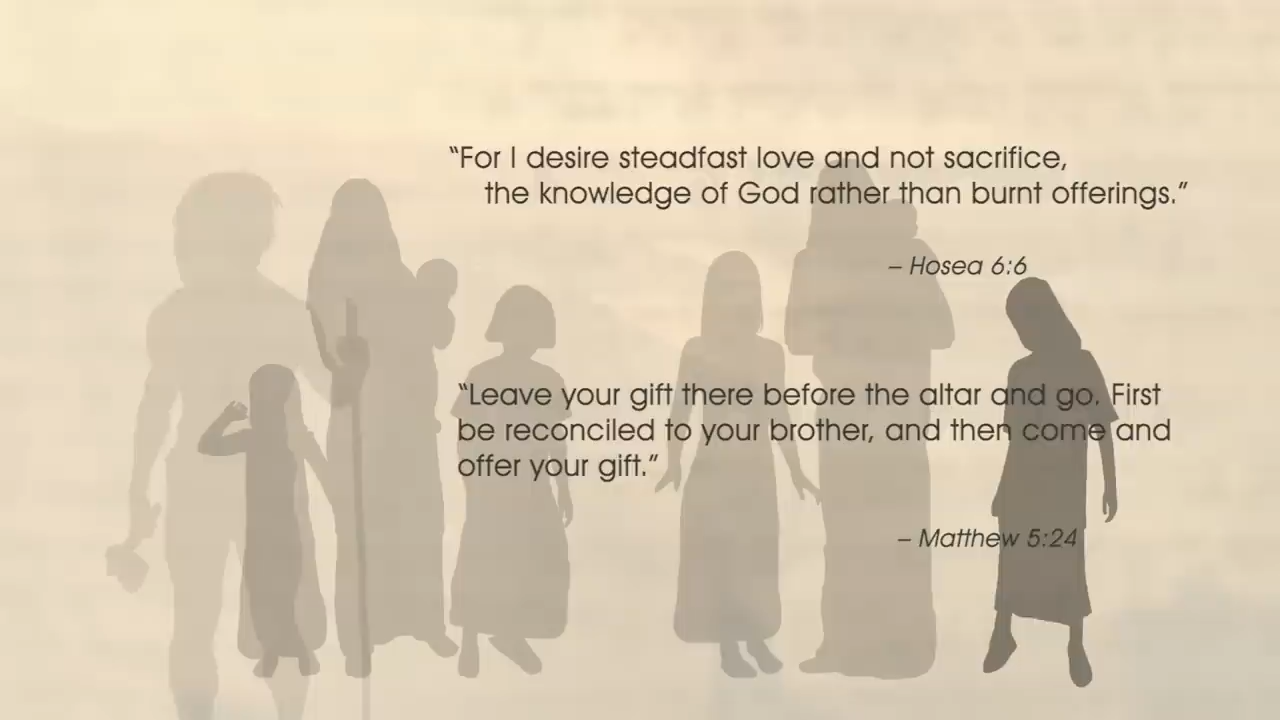 “For I desire steadfast love and not sacrifice,
the knowledge of God rather than burnt offerings.”
– Hosea 6:6
“Leave your gift there before the altar and go. First
be reconciled to your brother, and then come and
offer your gift.”
– Matthew 5:24